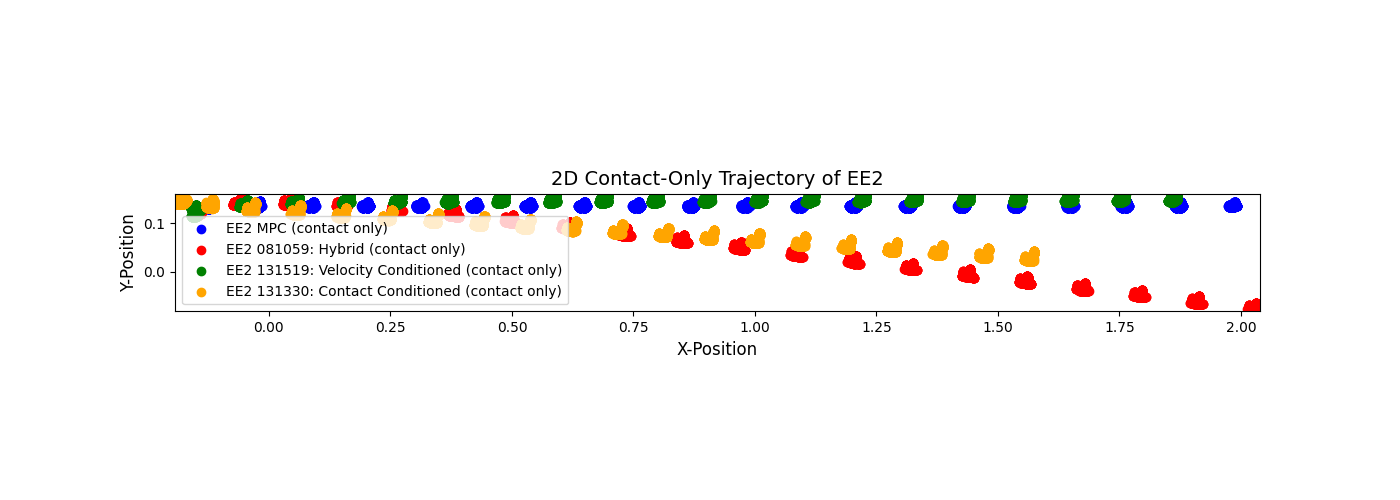 2D Contact-Only Trajectory of EE2
Y-Position
0.1
0.0
EE2 MPC (contact only)
EE2 081059: Hybrid (contact only)
EE2 131519: Velocity Conditioned (contact only)
EE2 131330: Contact Conditioned (contact only)
0.00 0.25 0.50 0.75 1.00 1.25 1.50 1.75 2.00
X-Position